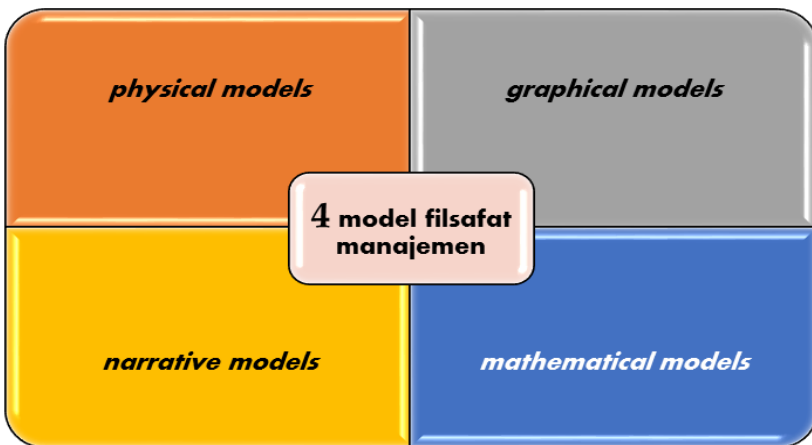 physical models
graphical models
4 model filsafat
manajemen
narrative models
mathematical models